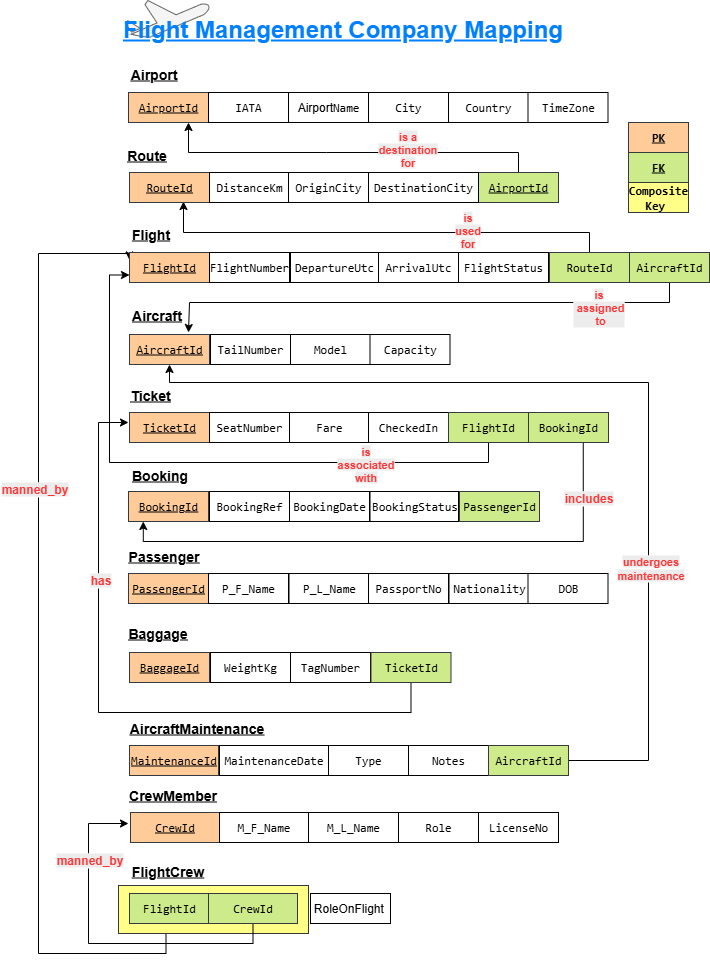 Flight Management Company Mapping
Airport
AirportId IATA AirportName City Country TimeZone
is a
destination
for
PK
FK
Composite
Key
Route
RouteId DistanceKm OriginCity DestinationCity AirportId
is
used
for
Flight
FlightId FlightNumber DepartureUtc ArrivalUtc FlightStatus RouteId AircraftId
is
assigned
to
Aircraft
AircraftId TailNumber Model Capacity
Ticket
TicketId SeatNumber Fare CheckedIn FlightId BookingId
is
associated
with
manned_by
Booking
includes
BookingId BookingRef BookingDate BookingStatus PassengerId
Passenger
undergoes
maintenance
has
PassengerId P_F_Name P_L_Name PassportNo Nationality DOB
Baggage
BaggageId WeightKg TagNumber TicketId
AircraftMaintenance
MaintenanceId MaintenanceDate Type Notes AircraftId
CrewMember
CrewId M_F_Name M_L_Name Role LicenseNo
manned_by
FlightCrew
FlightId CrewId RoleOnFlight